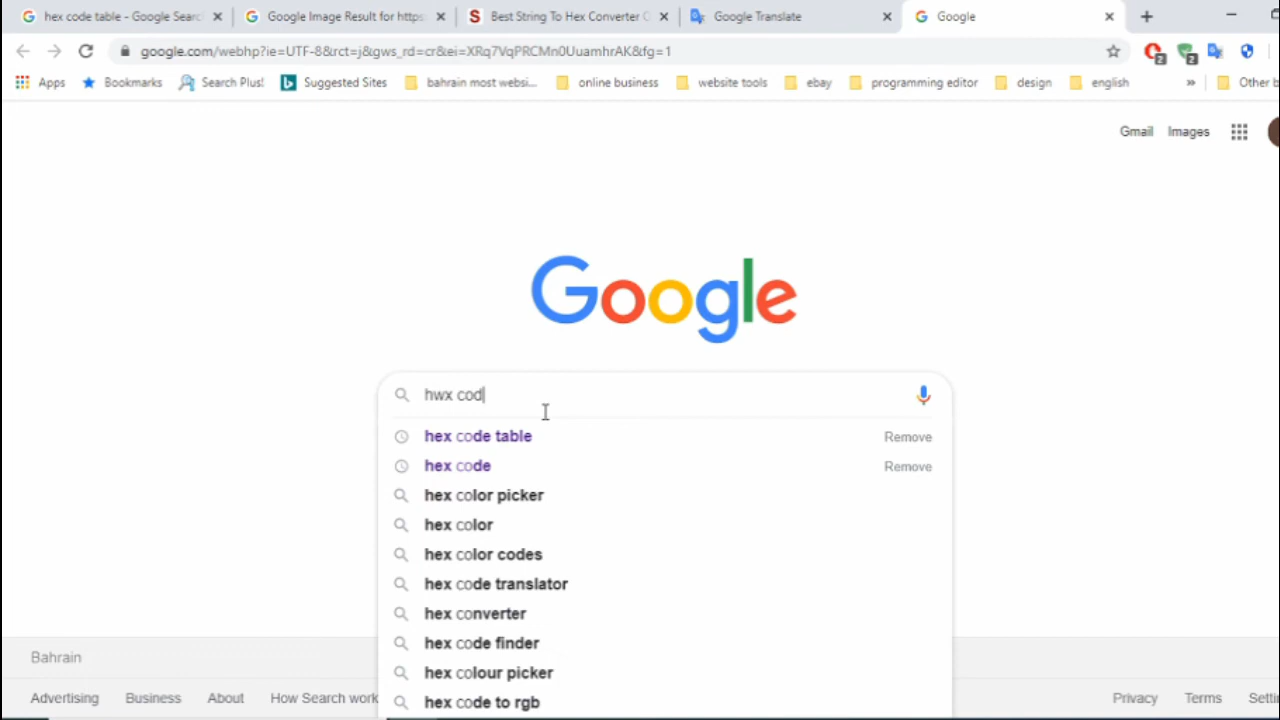 hex code table - Google Searc
Google Image Result for https:
Best String To Hex Converter O
Google Translate
Google
google.com/webhp?ie=UTF-8&rct=j&gws_rd=cr&ei=XRq7VqPRCMn0UuamhrAK&fg=1
2
2
Apps Bookmarks Search Plus! Suggested Sites bahrain most websi... online business website tools ebay programming editor design english » Other b
Gmail Images
Google
hwx cod
hex code table Remove
hex code Remove
hex color picker
hex color
hex color codes
hex code translator
hex converter
hex code finder
hex colour picker
hex code to rgb
Bahrain
Advertising Business About How Search work Privacy Terms Setti